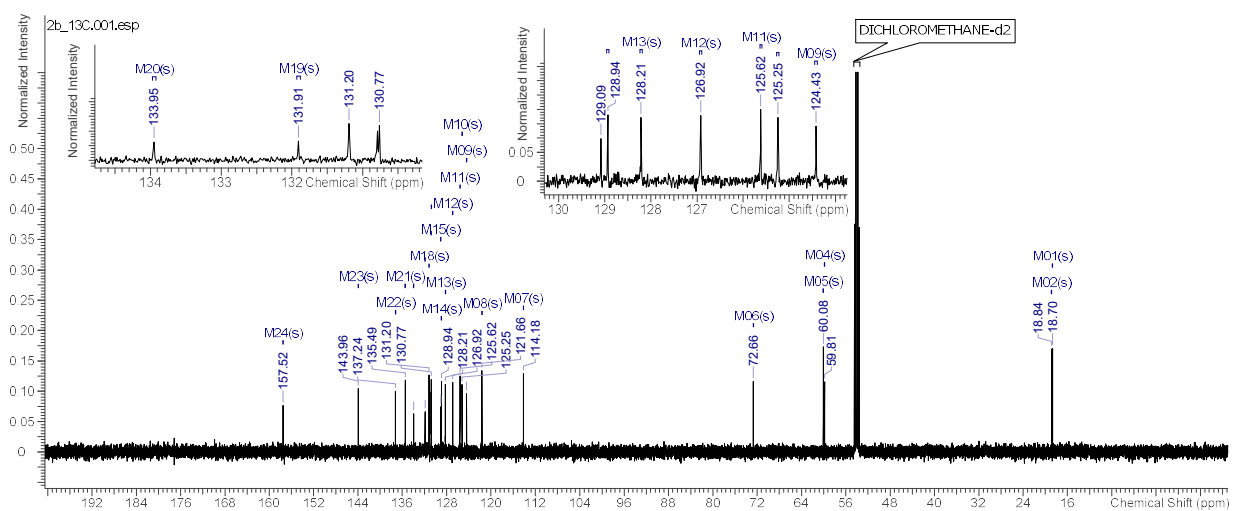 2b_13C.001.esp
Normalized Intensity
0.50
0.45
0.40
0.35
0.30
0.25
0.20
0.15
0.10
0.05
0
192 184 176 168 160 152 144 136 128 120 112 104 96 88 80 72 64 56 48 40 32 24 16
Chemical Shift (ppm)
Normalized Intensity
M20(s)
M19(s)
133.95
131.91
131.20
130.77
134 133 132
Chemical Shift (ppm)
Normalized Intensity
0.05
0
M13(s)
M12(s)
M11(s)
M09(s)
129.09
128.94
128.21
126.92
125.62
125.25
124.43
130 129 128 127
Chemical Shift (ppm)
DICHLOROMETHANE-d2
M10(s)
M09(s)
M11(s)
M12(s)
M15(s)
M18(s)
M23(s)
M21(s)
M13(s)
M22(s)
M14(s)
M08(s)
M07(s)
M24(s)
M06(s)
M04(s)
M05(s)
M01(s)
M02(s)
157.52
143.96
137.24
135.49
131.20
130.77
128.94
128.21
126.92
125.62
125.25
121.66
114.18
72.66
60.08
59.81
18.84
18.70